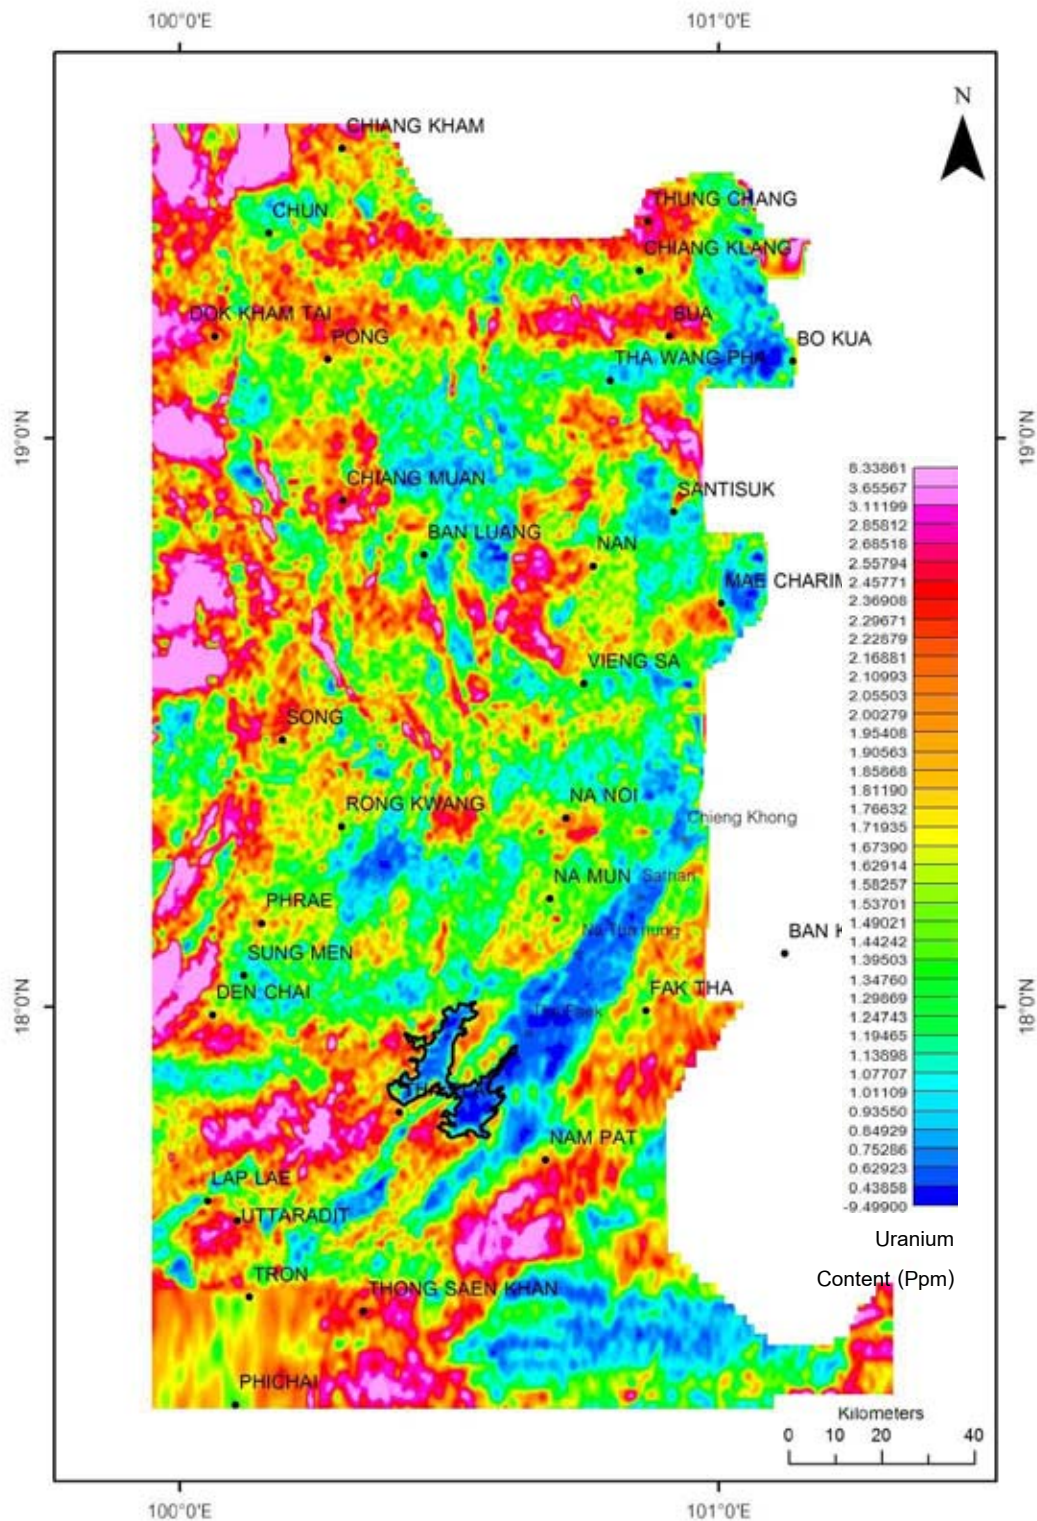 100°0'E 101°0'E
N
CHIANG KHAM
THUNG CHANG
CHUN
CHIANG KLANG
DOK KHAM TAI
BUA
PONG
BO KUA
THA WANG PHA
19°0'N 19°0'N
CHIANG MUAN
SANTISUK
BAN LUANG
NAN
MAE CHARIM
VIENG SA
SONG
RONG KWANG
NA NOI
Chieng Khong
NA MUN
Sathan
PHRAE
BAN K
SUNG MEN
FAK THA
DEN CHAI
18°0'N 18°0'N
NAM PAT
LAP LAE
UTTARADIT
TRON
THONG SAEN KHAN
PHICHAI
8.33861
3.65567
3.11199
2.85812
2.68518
2.55794
2.45771
2.36908
2.29671
2.22879
2.16881
2.10993
2.05503
2.00279
1.95408
1.90563
1.85868
1.81190
1.76632
1.71935
1.67390
1.62914
1.58257
1.53701
1.49021
1.44242
1.39503
1.34760
1.29869
1.24743
1.19465
1.13898
1.07707
1.01109
0.93550
0.84929
0.75286
0.62923
0.43858
-9.49900
Uranium
Content (Ppm)
Kilometers
0 10 20 40
100°0'E 101°0'E